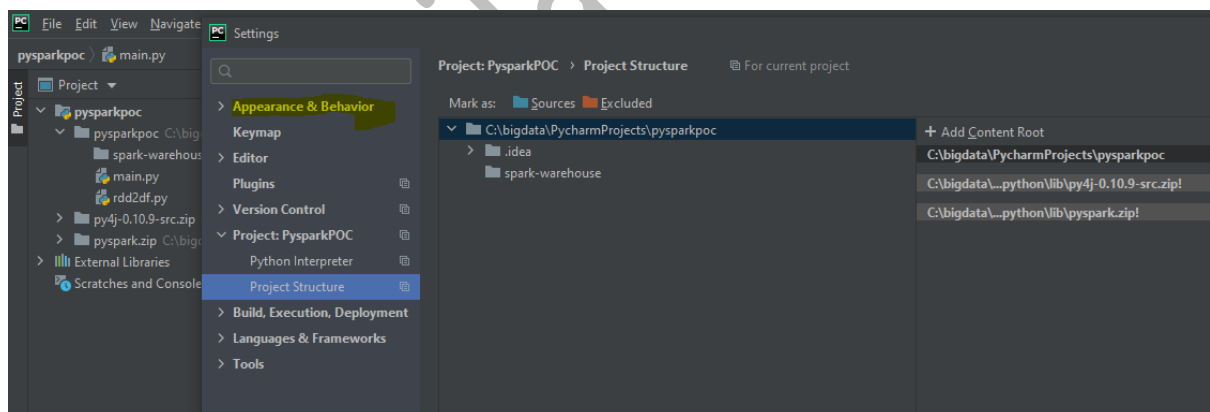 PC File Edit View Navigate
PC Settings
pysparkpoc main.py
Project
Project
pysparkpoc
pysparkpoc C:\big
spark-warehous
main.py
rdd2df.py
py4j-0.10.9-src.zip
pyspark.zip C:\bigd
External Libraries
Scratches and Console
Appearance & Behavior
Keymap
Editor
Plugins
Version Control
Project: PysparkPOC
Python Interpreter
Project Structure
Build, Execution, Deployment
Languages & Frameworks
Tools
Project: PysparkPOC › Project Structure For current project
Mark as: Sources Excluded
C:\bigdata\PycharmProjects\pysparkpoc
.idea
spark-warehouse
+ Add Content Root
C:\bigdata\PycharmProjects\pysparkpoc
C:\bigdata\...python\lib\py4j-0.10.9-src.zip!
C:\bigdata\...python\lib\pyspark.zip!